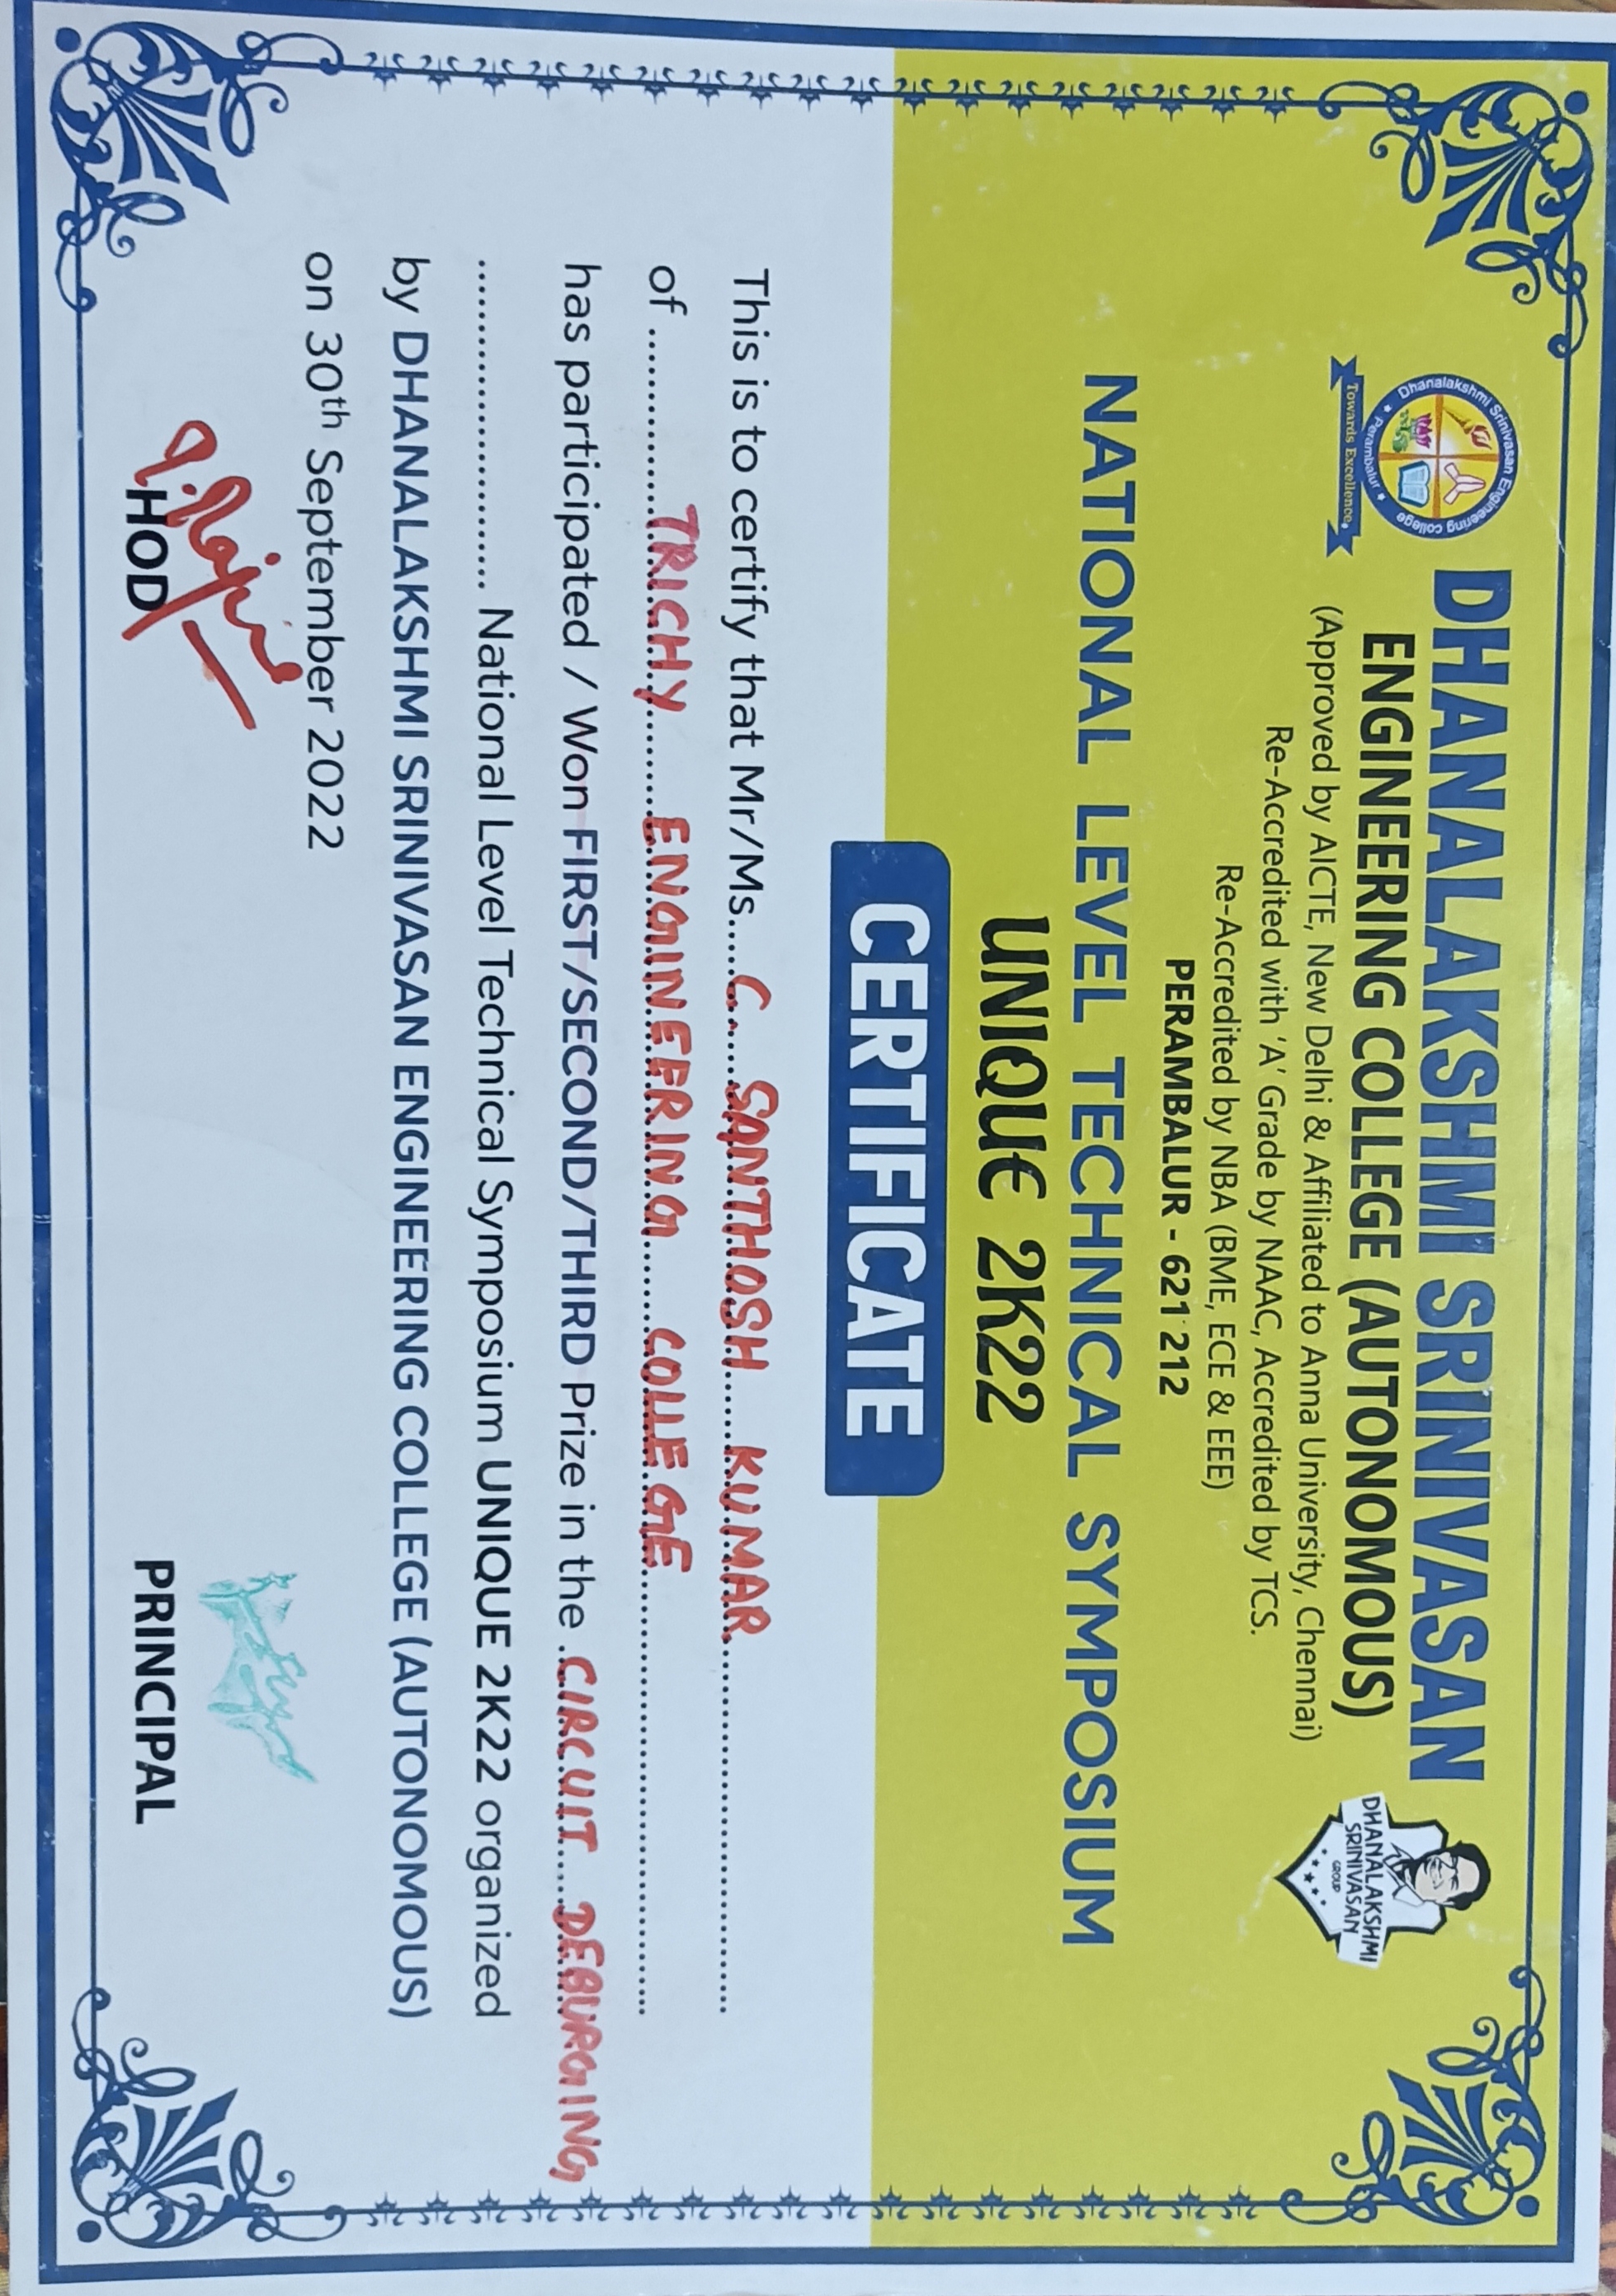 Dhanalakshmi Srinivasan Engineering college
Perambalur
Towards Excellence
DHANALAKSHMI SRINIVASAN
ENGINEERING COLLEGE (AUTONOMOUS)
(Approved by AICTE, New Delhi & Affiliated to Anna University, Chennai)
Re-Accredited with ‘A’ Grade by NAAC, Accredited by TCS.
Re-Accredited by NBA (BME, ECE & EEE)
PERAMBALUR - 621 212
DHANALAKSHMI
SRINIVASAN
GROUP
NATIONAL LEVEL TECHNICAL SYMPOSIUM
UNIQUE 2K22
CERTIFICATE
This is to certify that Mr/Ms.....C. SANTHOSH KUMAR
of ..........TRICHY ENGINEERING COLLEGE
has participated / Won FIRST/SECOND/THIRD Prize in the CIRCUIT DEBURGING
.......................... National Level Technical Symposium UNIQUE 2K22 organized
by DHANALAKSHMI SRINIVASAN ENGINEERING COLLEGE (AUTONOMOUS)
on 30th September 2022
HOD
PRINCIPAL